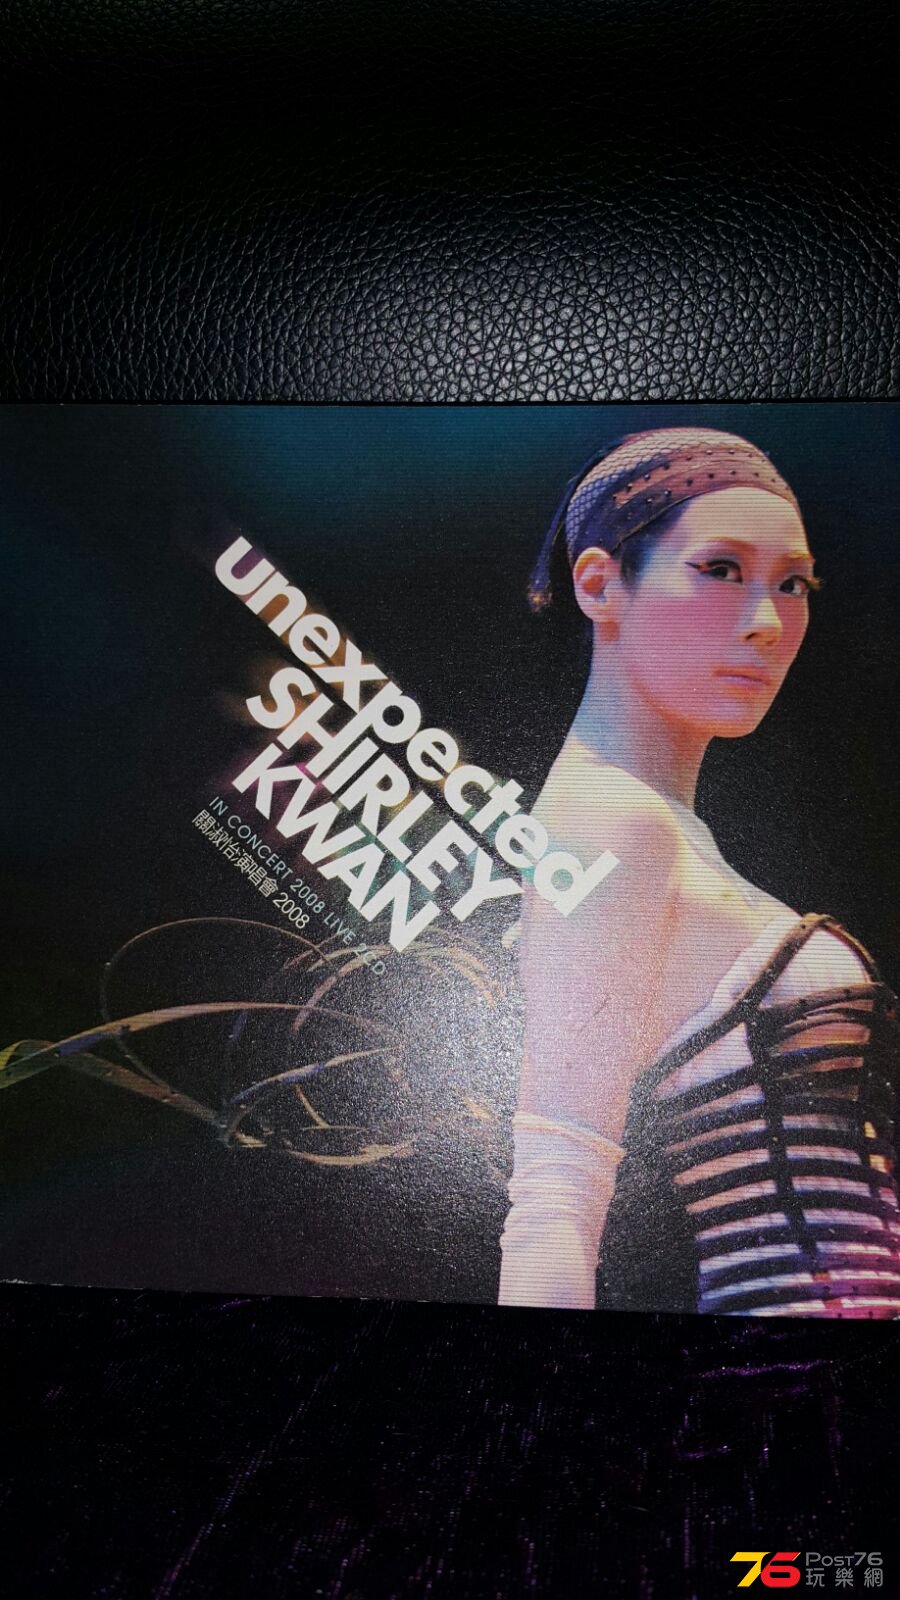 unexpected
SHIRLEY
KWAN
IN CONCERT 2008 LIVE 2CD
關淑怡演唱會 2008
76 Post76
玩樂網